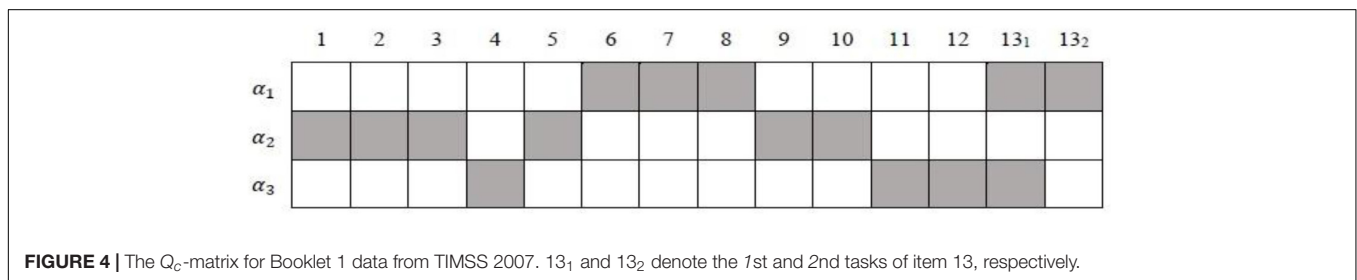 1 2 3 4 5 6 7 8 9 10 11 12 13₁ 13₂
α₁
α₂
α₃
FIGURE 4 | The Qc-matrix for Booklet 1 data from TIMSS 2007. 13₁ and 13₂ denote the 1st and 2nd tasks of item 13, respectively.